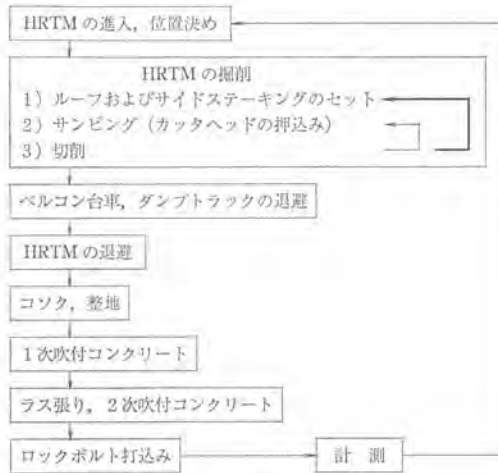 HRTMの進入，位置決め
HRTMの掘削
1）ルーフおよびサイドステーキングのセット
2）サンピング（カッタヘッドの押込み）
3）切削
ベルコン台車，ダンプトラックの退避
HRTMの退避
コソク，整地
1次吹付コンクリート
ラス張り，2次吹付コンクリート
ロックボルト打込み
計測